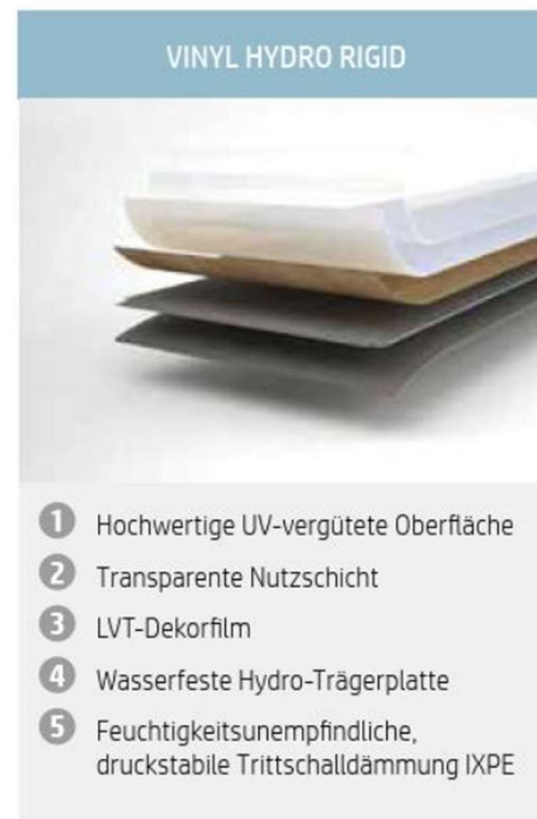 VINYL HYDRO RIGID
1 Hochwertige UV-vergütete Oberfläche
2 Transparente Nutzschicht
3 LVT-Dekorfilm
4 Wasserfeste Hydro-Trägerplatte
5 Feuchtigkeitsunempfindliche,
druckstabile Trittschalldämmung IXPE